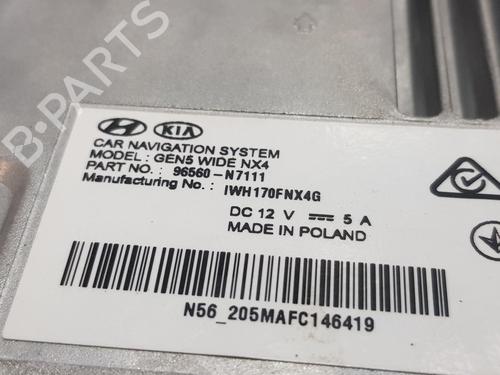 B-PARTS
HYUNDAI KIA
CAR NAVIGATION SYSTEM
MODEL : GEN5 WIDE NX4
PART NO. : 96560-N7111
Manufacturing No. : IWH170FNX4G
DC 12 V ⎓ 5 A
MADE IN POLAND
N56_205MAFC146419